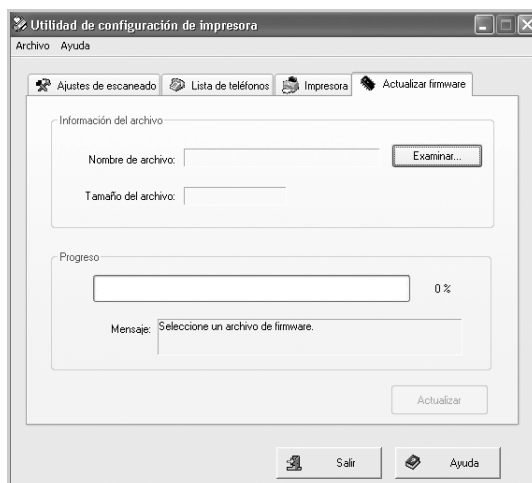 Utilidad de configuración de impresora
Archivo Ayuda
Ajustes de escaneado Lista de teléfonos Impresora Actualizar firmware
Información del archivo
Nombre de archivo: Examinar...
Tamaño del archivo:
Progreso
0 %
Mensaje: Seleccione un archivo de firmware.
Actualizar
Salir Ayuda